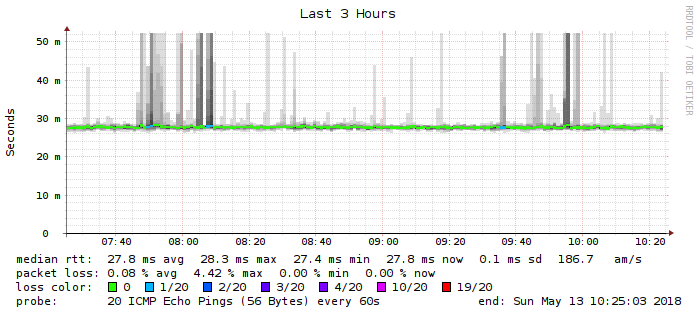 Last 3 Hours
RRDTOOL / TOBI OETIKER
Seconds
50 m
40 m
30 m
20 m
10 m
0
07:40 08:00 08:20 08:40 09:00 09:20 09:40 10:00 10:20
median rtt: 27.8 ms avg 28.3 ms max 27.4 ms min 27.8 ms now 0.1 ms sd 186.7 am/s
packet loss: 0.08 % avg 4.42 % max 0.00 % min 0.00 % now
loss color: 0 1/20 2/20 3/20 4/20 10/20 19/20
probe: 20 ICMP Echo Pings (56 Bytes) every 60s end: Sun May 13 10:25:03 2018